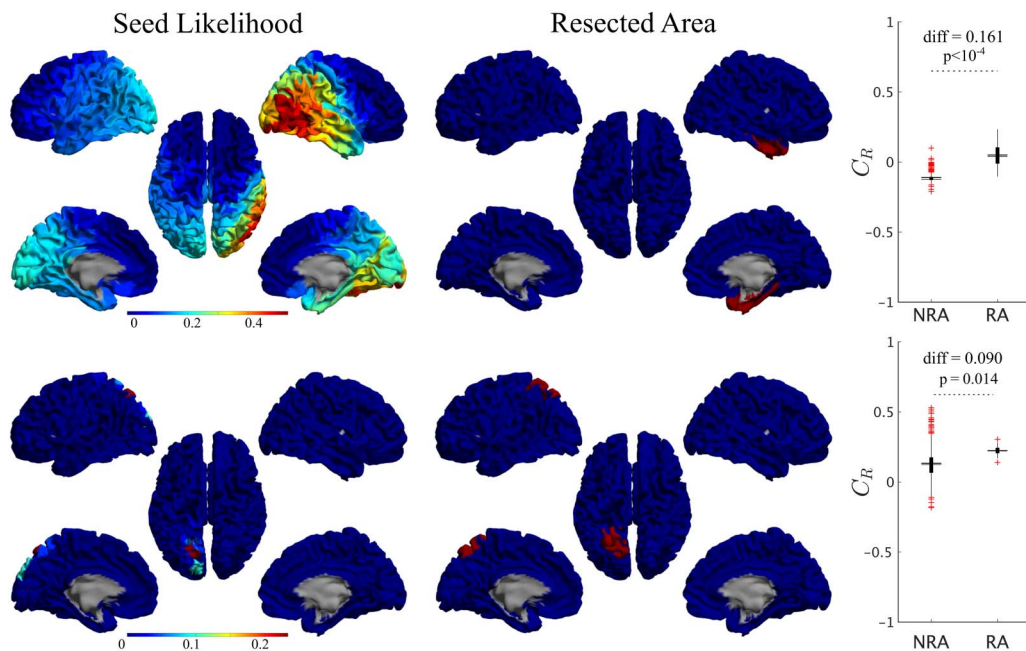 Seed Likelihood
Resected Area
0 0.2 0.4
1
diff = 0.161
p<10⁻⁴
0.5
0
C_R
−0.5
−1
NRA RA
0 0.1 0.2
1
diff = 0.090
p = 0.014
0.5
0
C_R
−0.5
−1
NRA RA